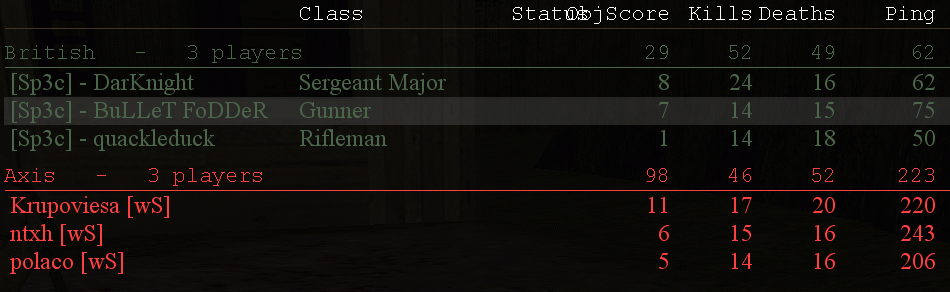 Class Status ObjScore Kills Deaths Ping
British - 3 players 29 52 49 62
[Sp3c] - DarKnight Sergeant Major 8 24 16 62
[Sp3c] - BuLLeT FoDDeR Gunner 7 14 15 75
[Sp3c] - quackleduck Rifleman 1 14 18 50
Axis - 3 players 98 46 52 223
Krupoviesa [wS] 11 17 20 220
ntxh [wS] 6 15 16 243
polaco [wS] 5 14 16 206